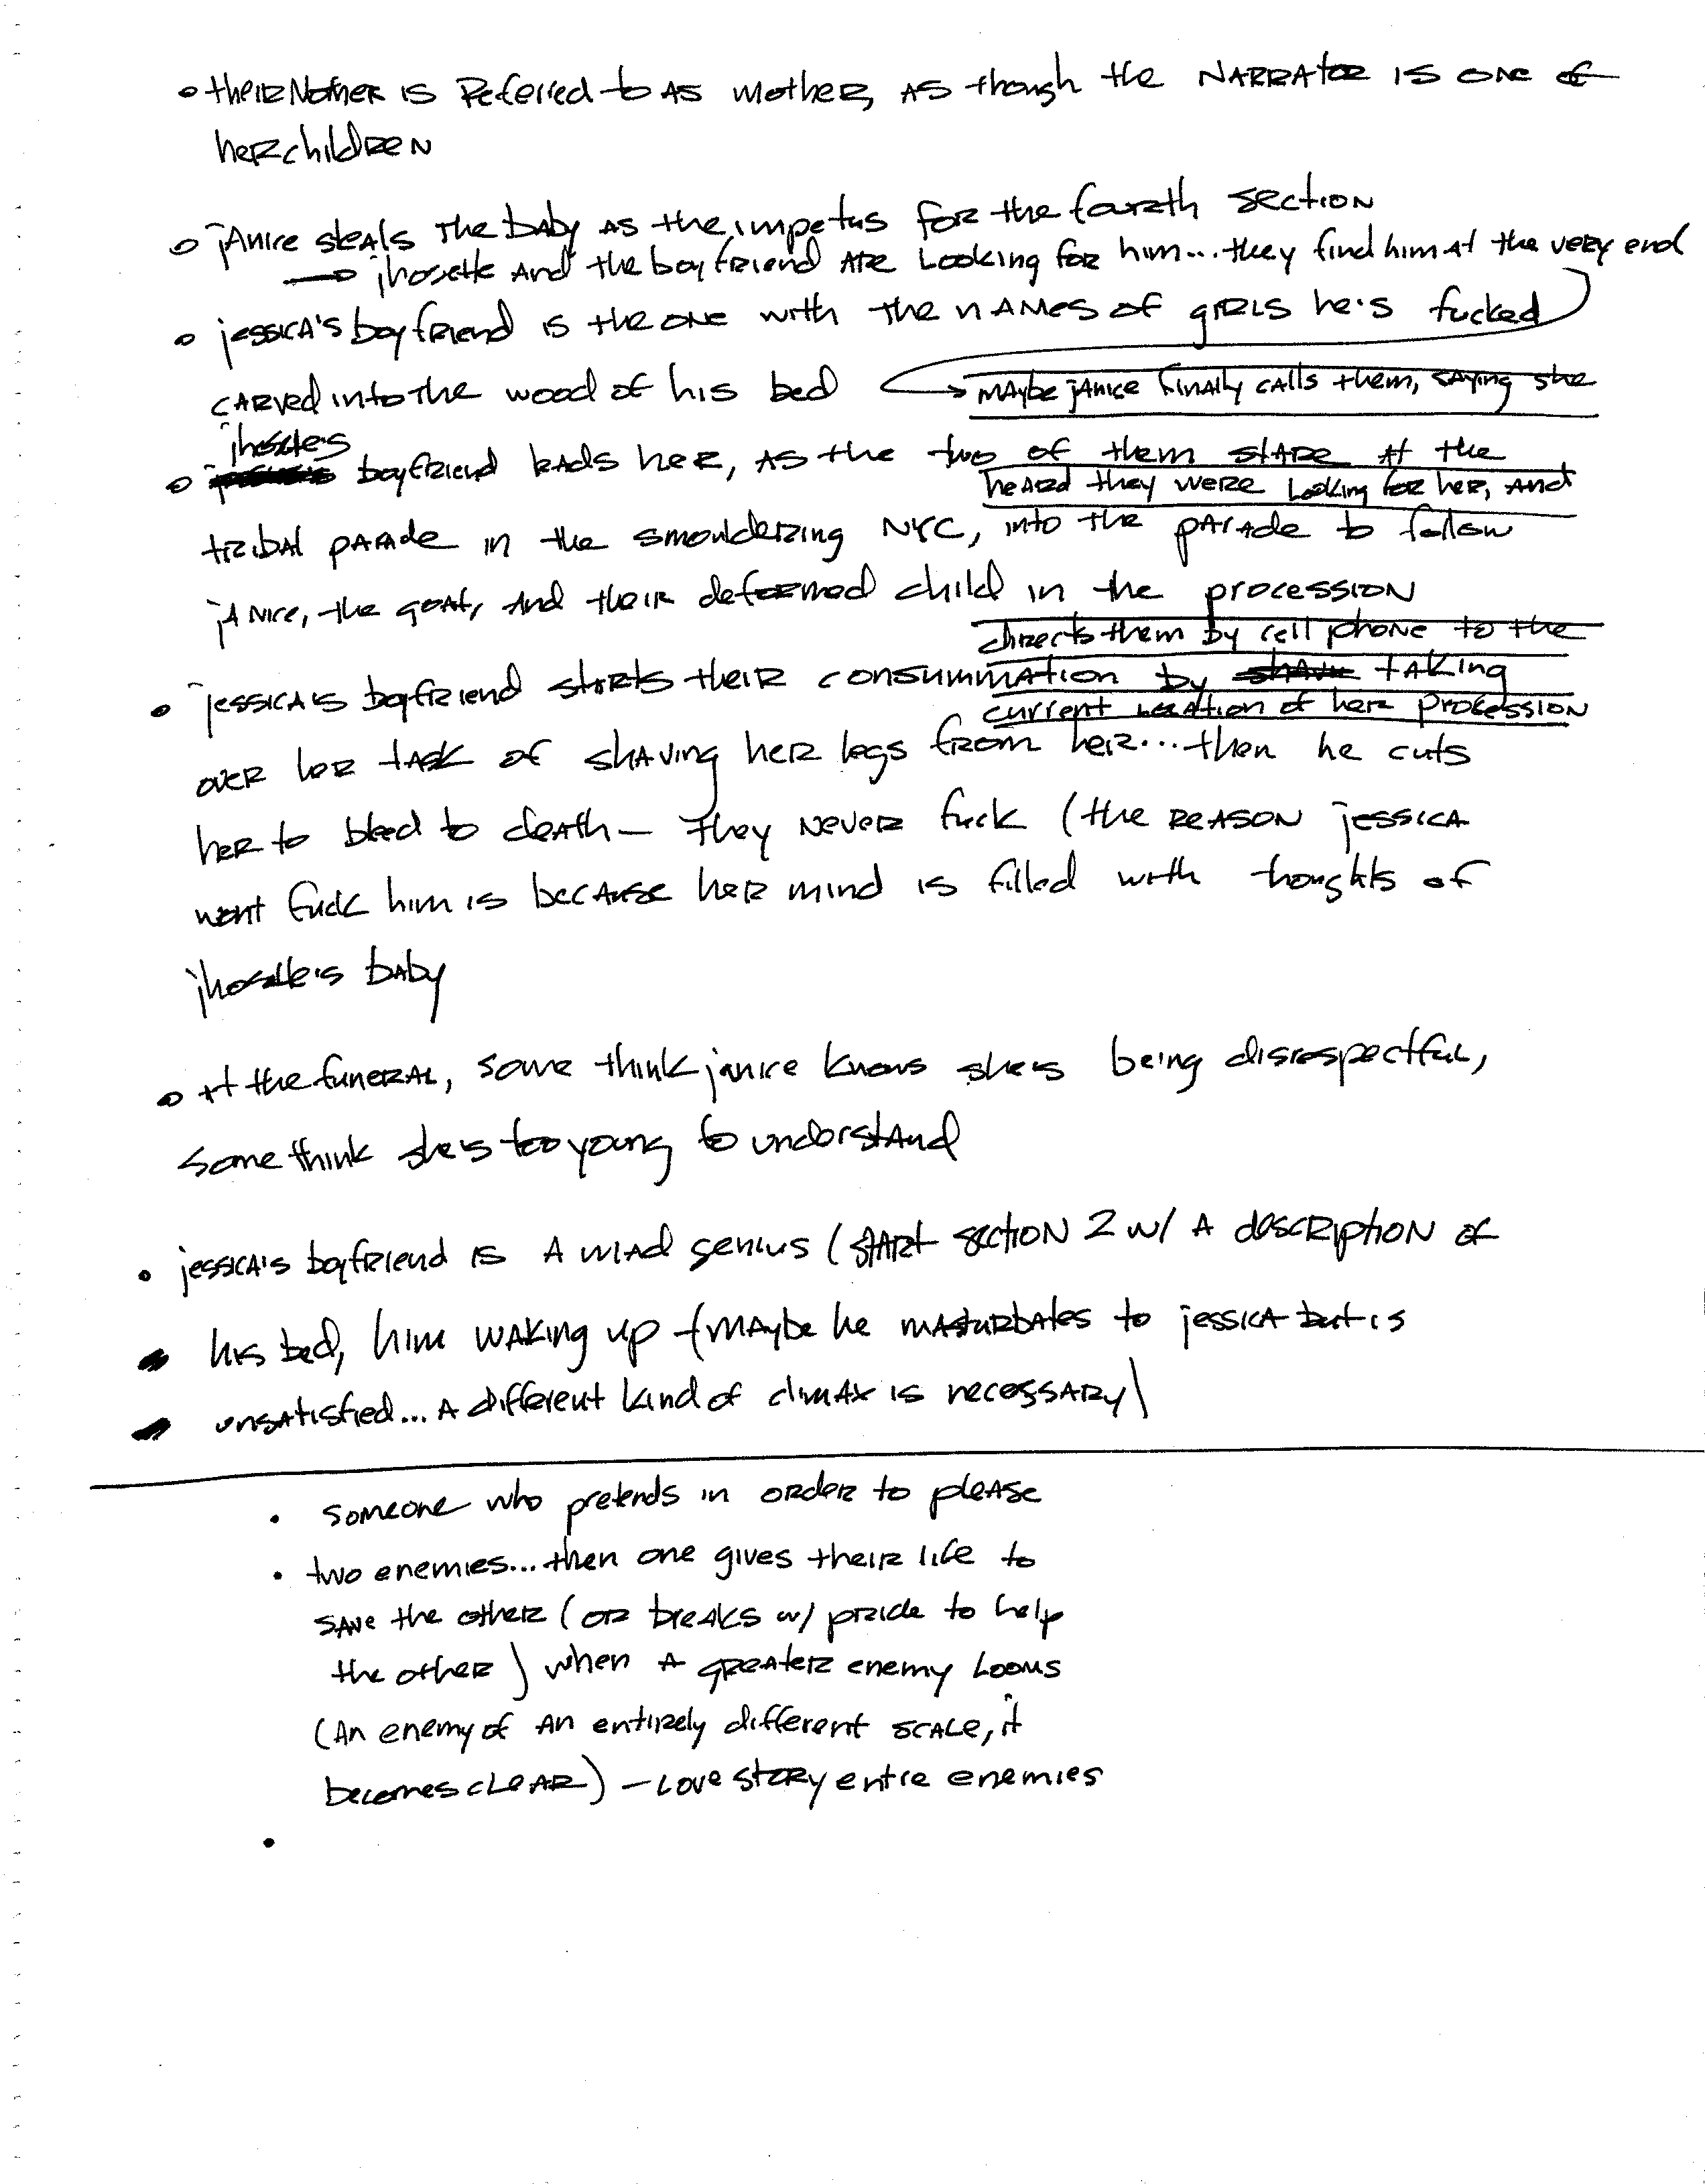 • their Mother is Referred to as mother, as though the narrator is one of
her children
• janice steals the baby as the impetus for the fourth section
→ jhosette and the boyfriend are looking for him... they find him at the very end
• jessica's boyfriend is the one with the names of girls he's fucked
carved into the wood of his bed
→ maybe janice finally calls them, saying she
jhosette's
• boyfriend leads her, as the two of them stare at the
heard they were looking for her, and
tribal parade in the smouldering NYC, into the parade to follow
janice, the goat, and their deformed child in the procession
directs them by cell phone to the
• jessica's boyfriend starts their consummation by taking
current location of her procession
over her task of shaving her legs from her... then he cuts
her to bleed to death – they never fuck (the reason jessica
wont fuck him is because her mind is filled with thoughts of
jhosette's baby
• at the funeral, some think janice knows she's being disrespectful,
some think she's too young to understand
• jessica's boyfriend is a mad genius (start section 2 w/ a description of
his bed, him waking up – (maybe he masturbates to jessica but is
unsatisfied... a different kind of climax is necessary)
• someone who pretends in order to please
• two enemies... then one gives their life to
save the other (or breaks w/ pride to help
the other) when a greater enemy looms
(an enemy of an entirely different scale, it
becomes clear) – love story entre enemies
•